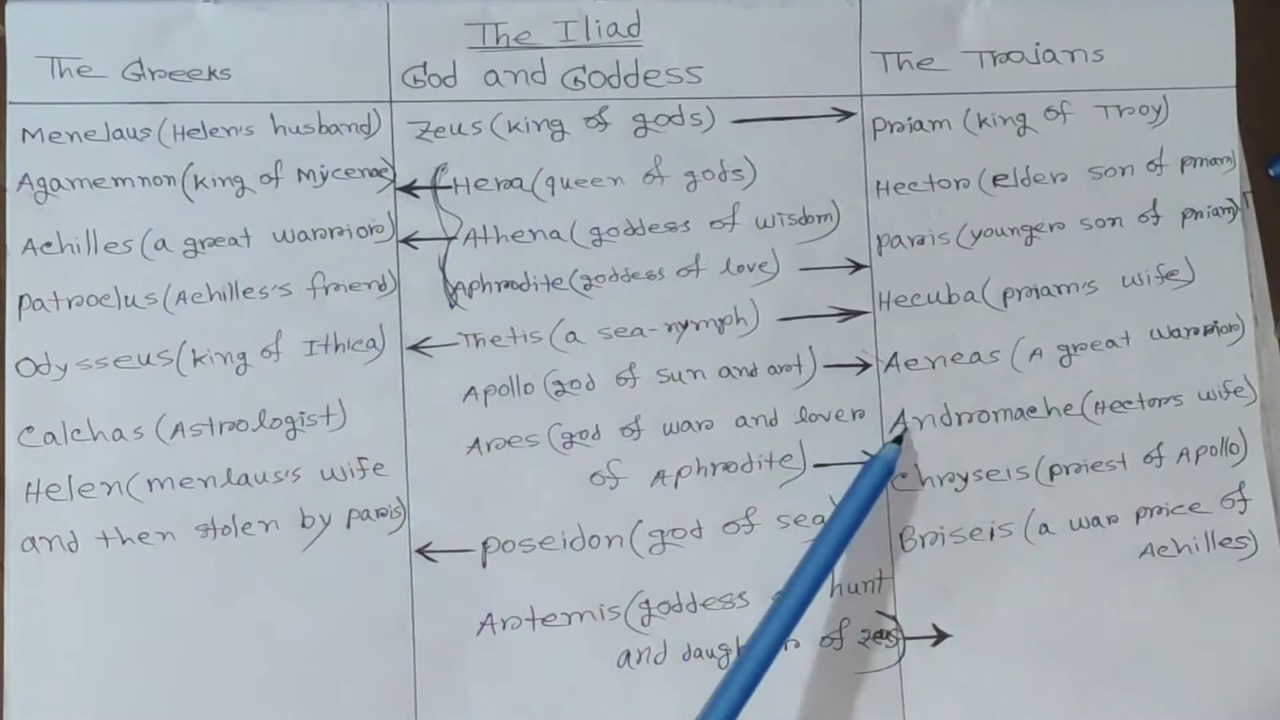 The Iliad
The Greeks
God and Goddess
The Trojans
Menelaus (Helen's husband)
Agamemnon (king of Mycenae)
Achilles (a great warrior)
Patroclus (Achilles's friend)
Odysseus (king of Ithica)
Calchas (Astrologist)
Helen (menlaus's wife
and then stolen by paris)
Zeus (king of gods)
Hera (queen of gods)
Athena (goddess of wisdom)
Aphrodite (goddess of love)
Thetis (a sea-nymph)
Apollo (god of sun and art)
Ares (god of war and lover
of Aphrodite)
Poseidon (god of sea)
Artemis (goddess hunt
and of zeus)
Priam (king of Troy)
Hector (elder son of priam)
Paris (younger son of priam)
Hecuba (priam's wife)
Aeneas (A great warrior)
Andromache (Hector's wife)
Chryseis (priest of Apollo)
Briseis (a war price of
Achilles)